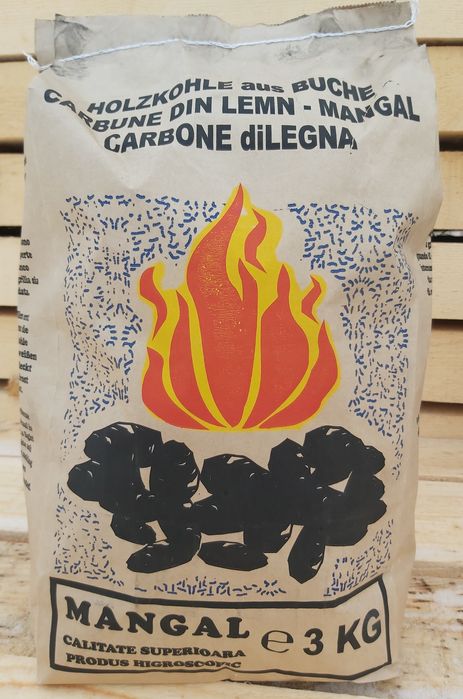 HOLZKOHLE aus BUCHE
CARBUNE DIN LEMN - MANGAL
CARBONE diLEGNA
MANGAL ℮ 3 KG
CALITATE SUPERIOARA
PRODUS HIGROSCOPIC